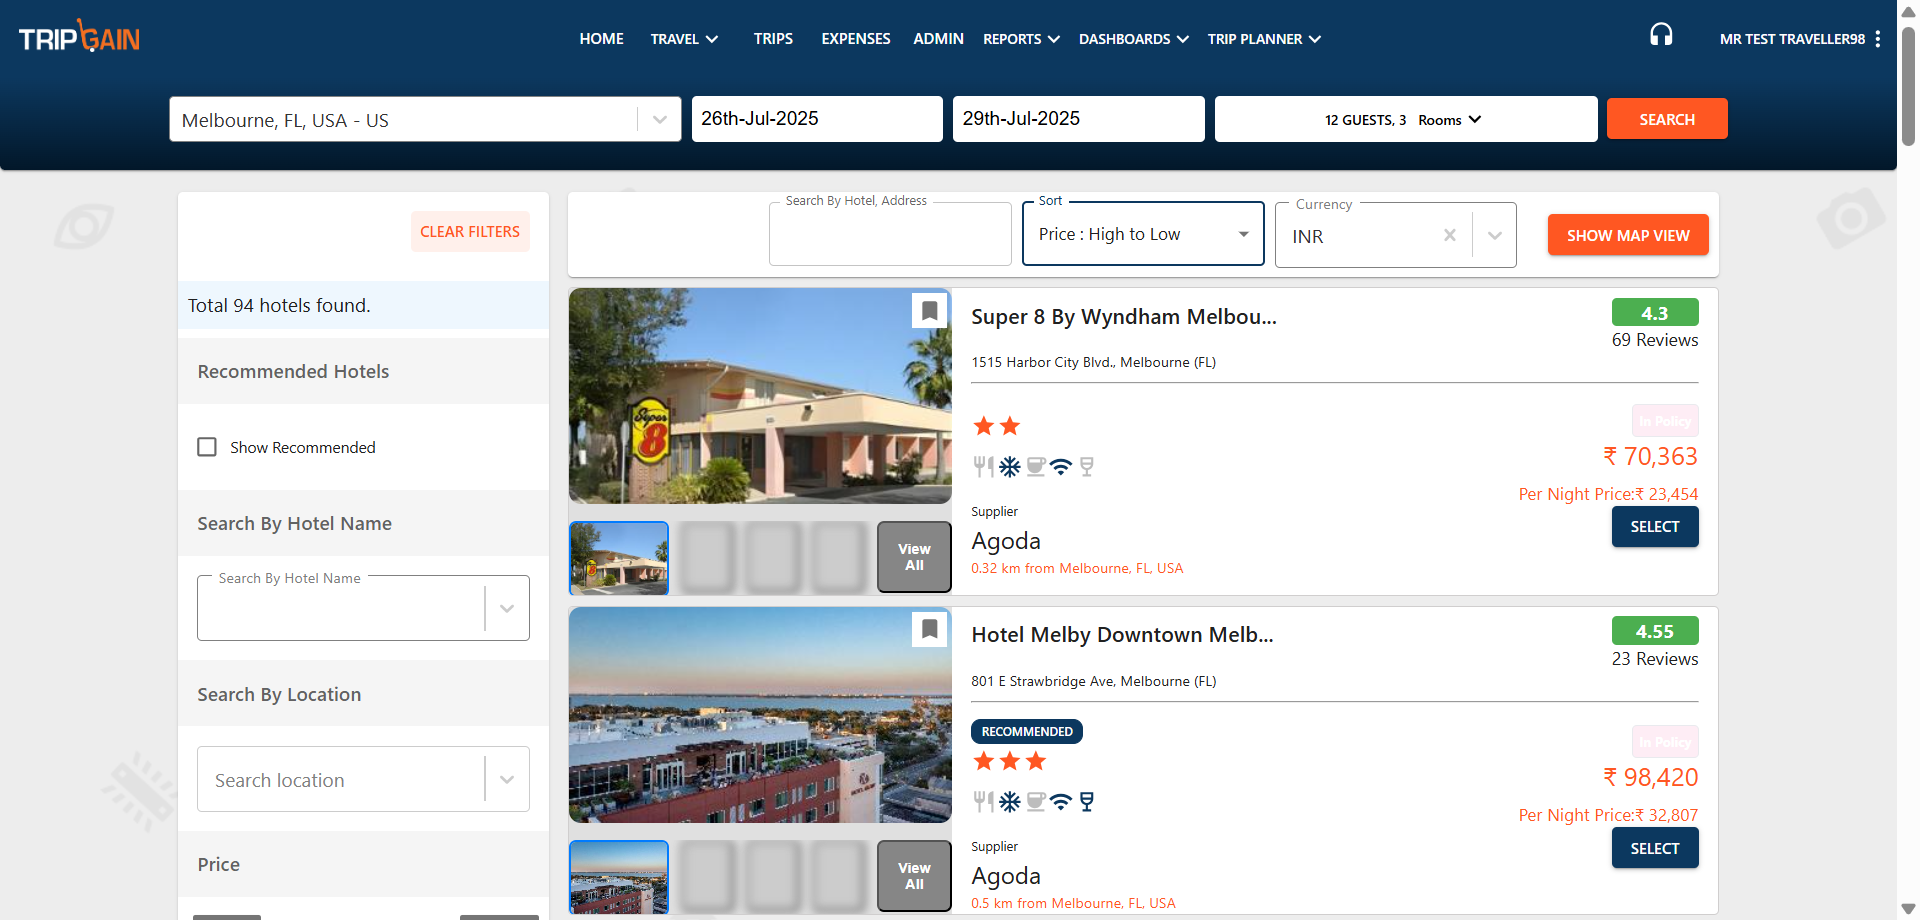 TRIPGAIN
HOME
TRAVEL
TRIPS
EXPENSES
ADMIN
REPORTS
DASHBOARDS
TRIP PLANNER
MR TEST TRAVELLER98
Melbourne, FL, USA - US
26th-Jul-2025
29th-Jul-2025
12 GUESTS, 3 Rooms
SEARCH
CLEAR FILTERS
Total 94 hotels found.
Recommended Hotels
Show Recommended
Search By Hotel Name
Search By Hotel Name
Search By Location
Search location
Price
Search By Hotel, Address
Sort
Price : High to Low
Currency
INR
SHOW MAP VIEW
Super 8
Super 8 By Wyndham Melbou...
4.3
69 Reviews
1515 Harbor City Blvd., Melbourne (FL)
In Policy
₹ 70,363
Per Night Price:₹ 23,454
Supplier
Agoda
0.32 km from Melbourne, FL, USA
SELECT
View
All
Hotel Melby Downtown Melb...
4.55
23 Reviews
801 E Strawbridge Ave, Melbourne (FL)
RECOMMENDED
In Policy
₹ 98,420
Per Night Price:₹ 32,807
Supplier
Agoda
0.5 km from Melbourne, FL, USA
SELECT
View
All